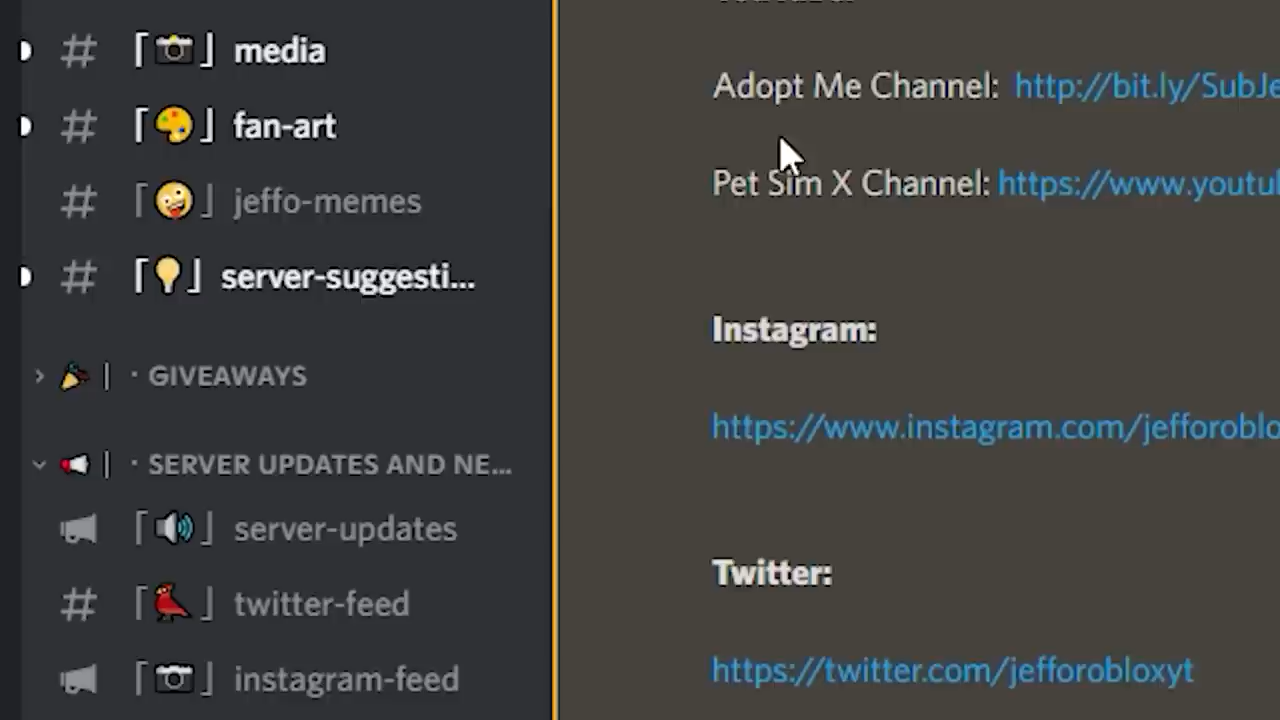 # ｢📷｣ media
# ｢🎨｣ fan-art
# ｢🤪｣ jeffo-memes
# ｢💡｣ server-suggesti...
> 🎉| · GIVEAWAYS
📣| · SERVER UPDATES AND NE...
｢🔊｣ server-updates
# ｢🐦｣ twitter-feed
｢📷｣ instagram-feed
Adopt Me Channel: http://bit.ly/SubJe
Pet Sim X Channel: https://www.youtu
Instagram:
https://www.instagram.com/jefforoblo
Twitter:
https://twitter.com/jefforobloxyt